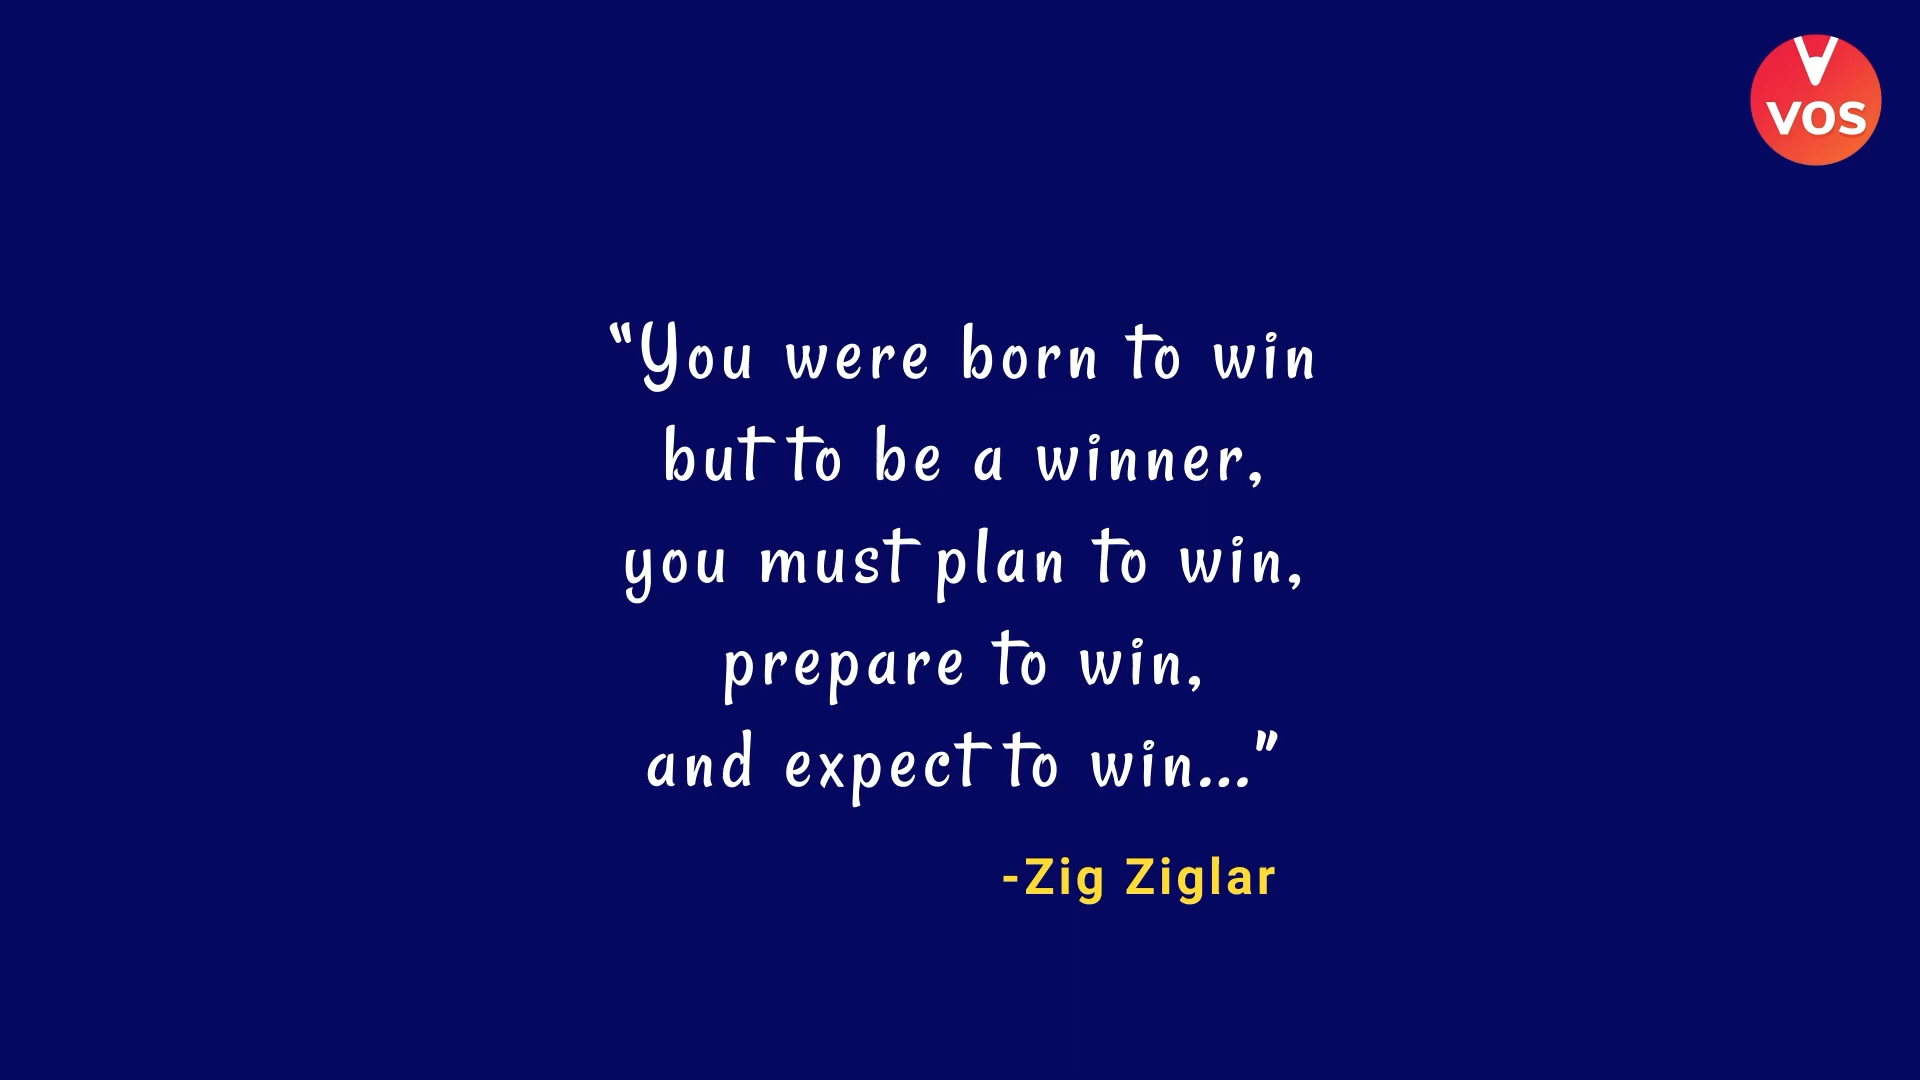 VOS
“You were born to win
but to be a winner,
you must plan to win,
prepare to win,
and expect to win...”
-Zig Ziglar